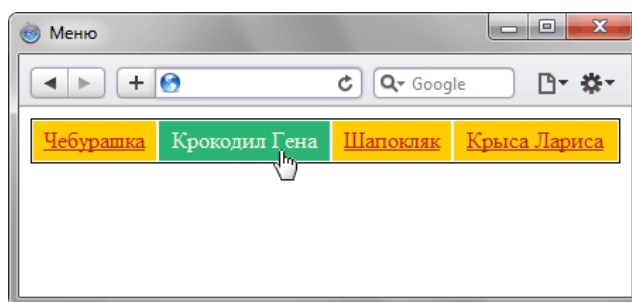 Меню
Google
Чебурашка Крокодил Гена Шапокляк Крыса Лариса